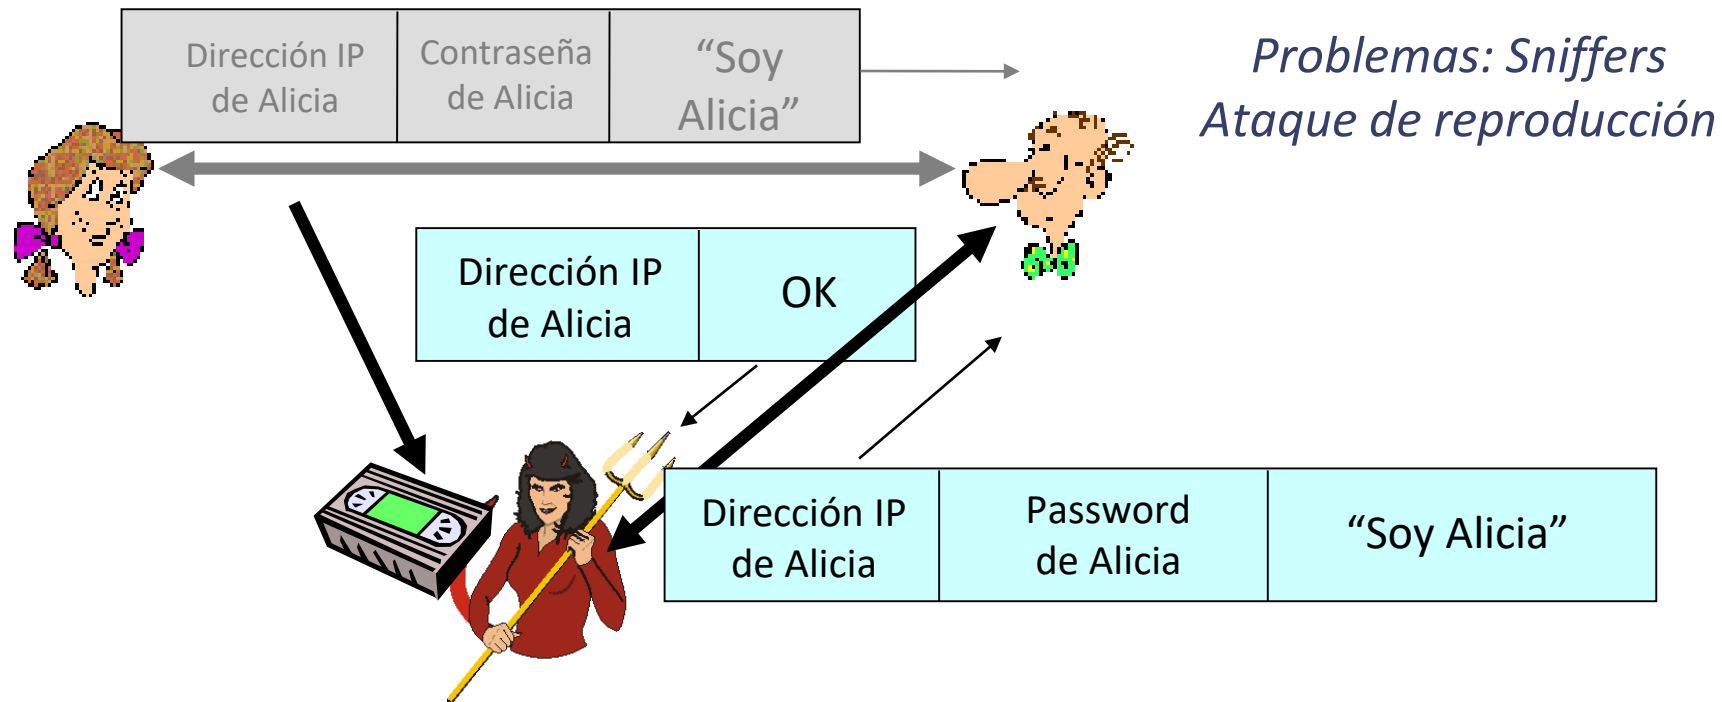 Dirección IP
de Alicia
Contraseña
de Alicia
“Soy
Alicia”
Problemas: Sniffers
Ataque de reproducción
Dirección IP
de Alicia
OK
Dirección IP
de Alicia
Password
de Alicia
“Soy Alicia”